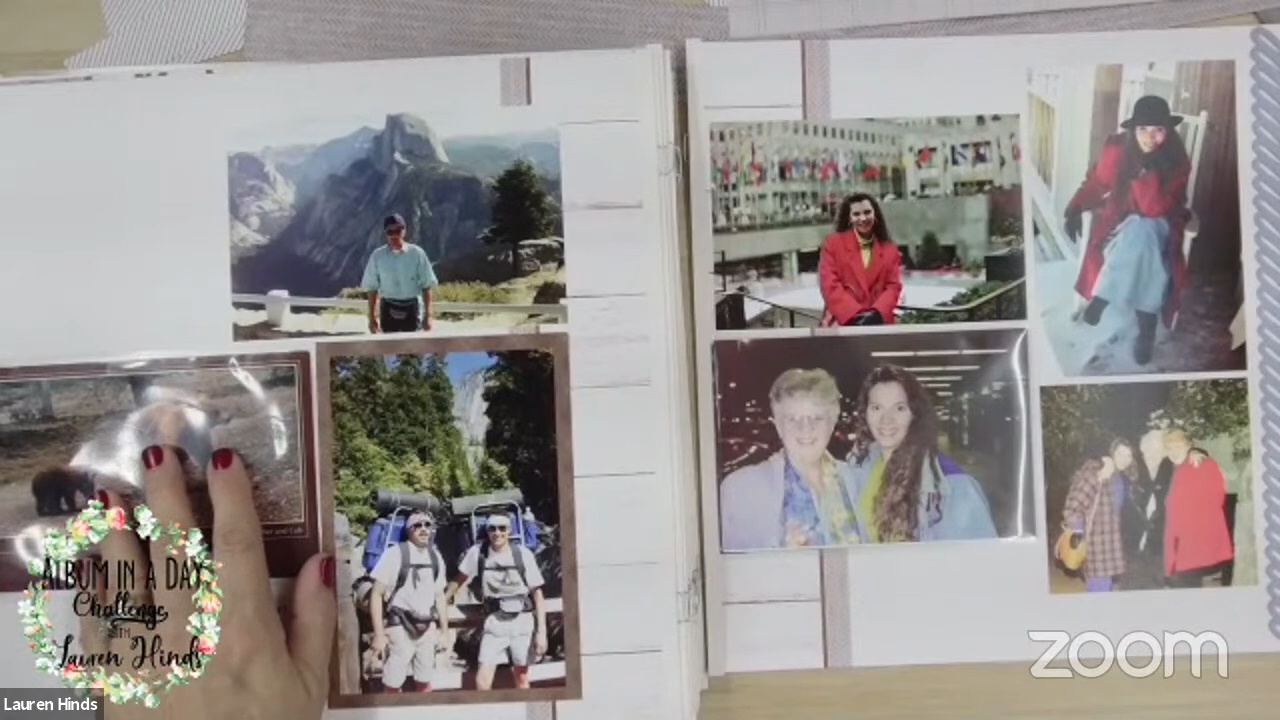 ALBUM IN A DAY
Challenge
WITH
Lauren Hinds
Lauren Hinds
zoom